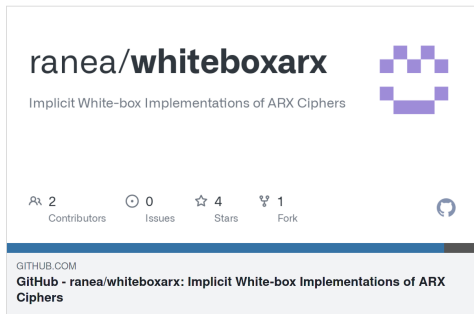 ranea/whiteboxarx
Implicit White-box Implementations of ARX Ciphers
2 0 4 1
Contributors Issues Stars Fork
GITHUB.COM
GitHub - ranea/whiteboxarx: Implicit White-box Implementations of ARX
Ciphers